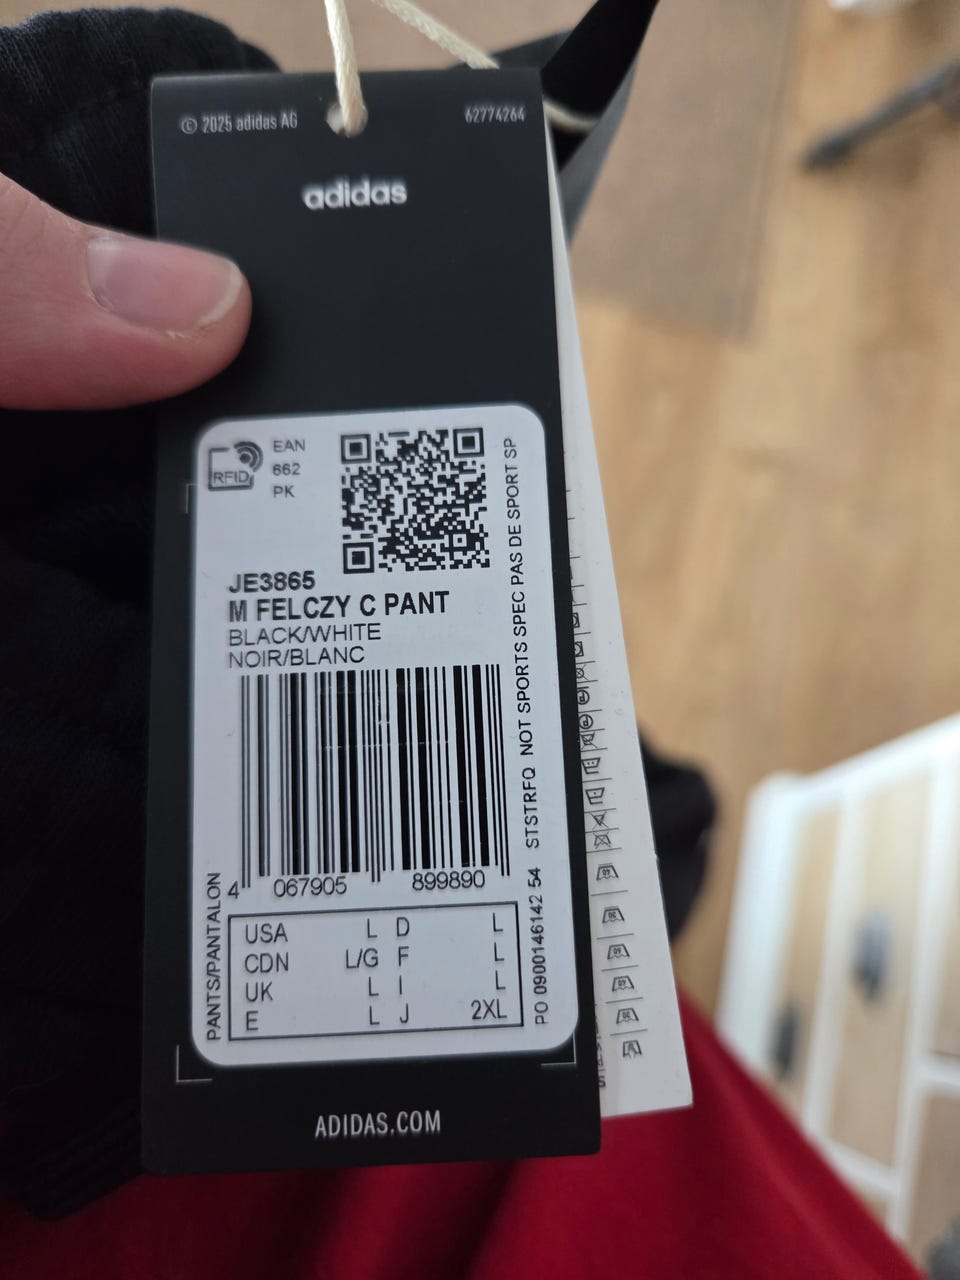 © 2025 adidas AG
62774264
adidas
RFID
EAN
662
PK
JE3865
M FELCZY C PANT
BLACK/WHITE
NOIR/BLANC
4 067905 899890
USA L D L
CDN L/G F L
UK L I L
E L J 2XL
PANTS/PANTALON
PO 0900146142 54 STSTRFQ NOT SPORTS SPEC PAS DE SPORT SP
ADIDAS.COM